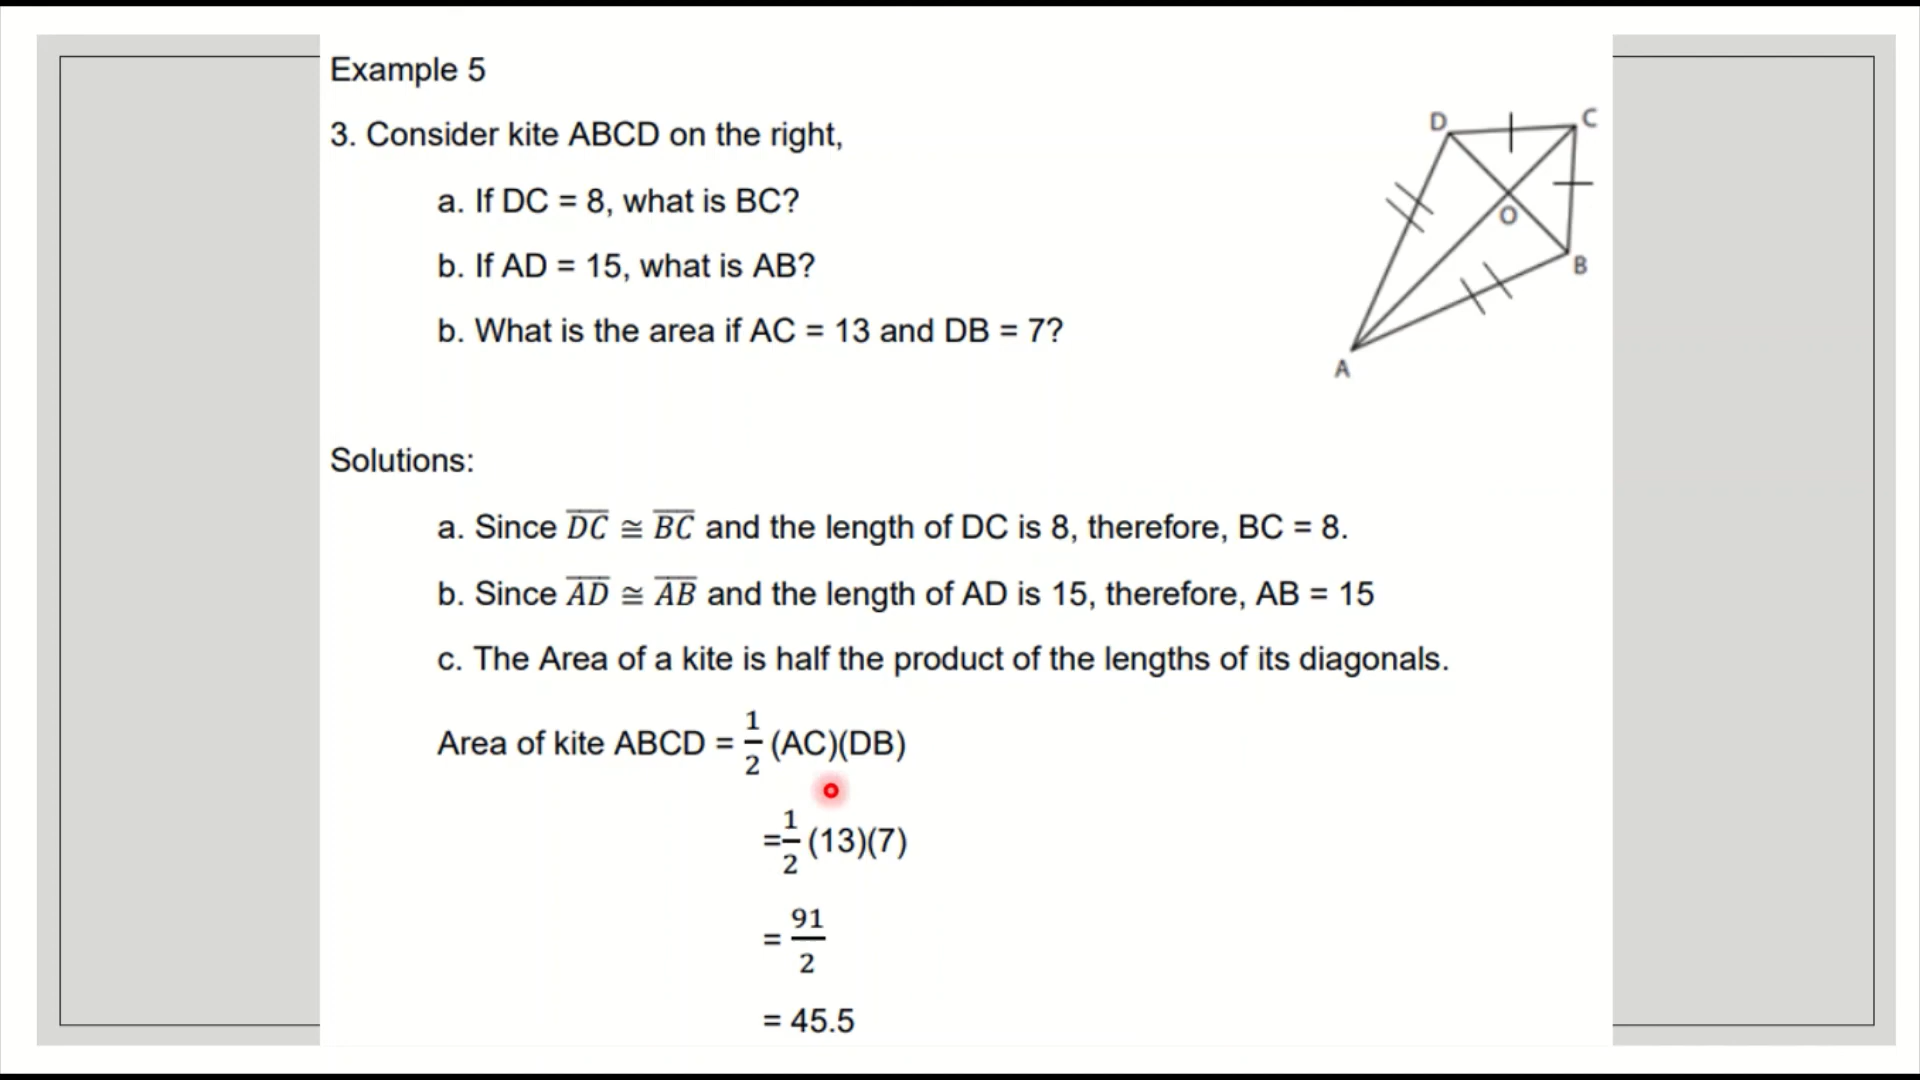 Example 5
3. Consider kite ABCD on the right,
a. If DC = 8, what is BC?
b. If AD = 15, what is AB?
b. What is the area if AC = 13 and DB = 7?
D
C
O
B
A
Solutions:
a. Since \overline{DC} ≅ \overline{BC} and the length of DC is 8, therefore, BC = 8.
b. Since \overline{AD} ≅ \overline{AB} and the length of AD is 15, therefore, AB = 15
c. The Area of a kite is half the product of the lengths of its diagonals.
Area of kite ABCD = 1/2 (AC)(DB)
= 1/2 (13)(7)
= 91/2
= 45.5